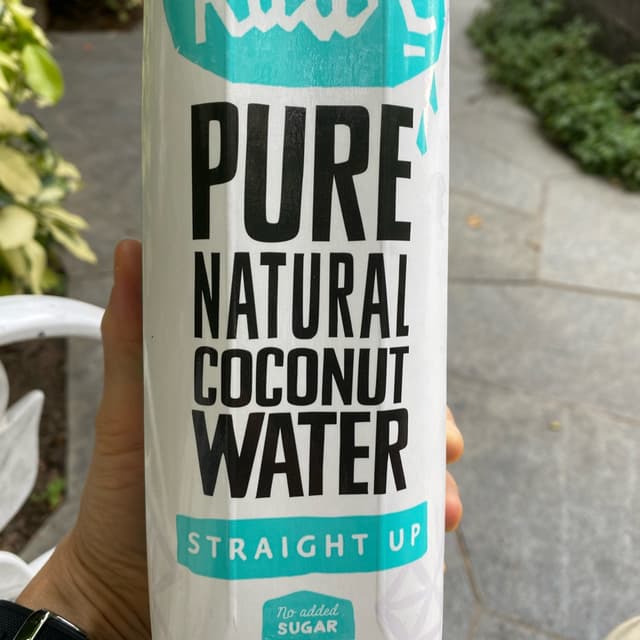 PURE
NATURAL
COCONUT
WATER
STRAIGHT UP
No added
SUGAR